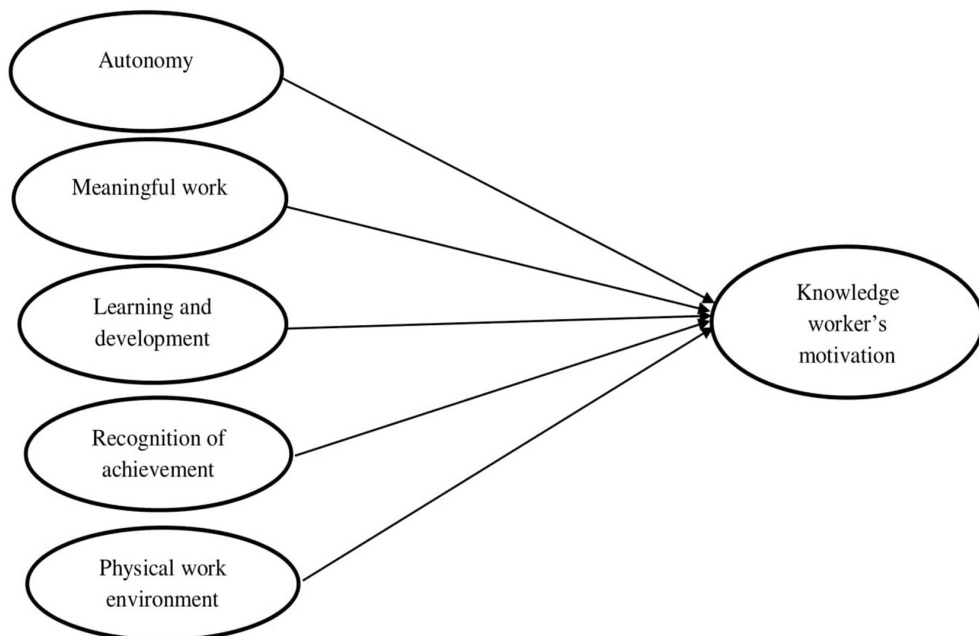 Autonomy
Meaningful work
Learning and
development
Recognition of
achievement
Physical work
environment
Knowledge
worker’s
motivation